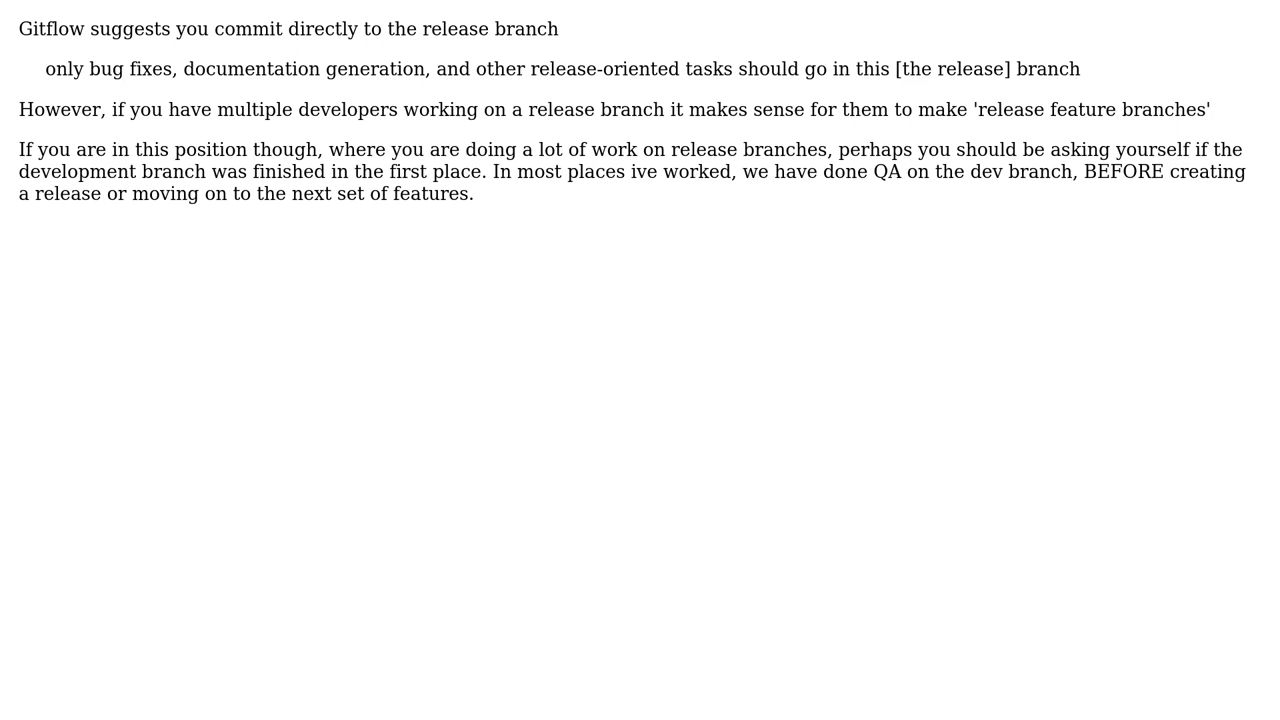 Gitflow suggests you commit directly to the release branch
only bug fixes, documentation generation, and other release-oriented tasks should go in this [the release] branch
However, if you have multiple developers working on a release branch it makes sense for them to make 'release feature branches'
If you are in this position though, where you are doing a lot of work on release branches, perhaps you should be asking yourself if the
development branch was finished in the first place. In most places ive worked, we have done QA on the dev branch, BEFORE creating
a release or moving on to the next set of features.